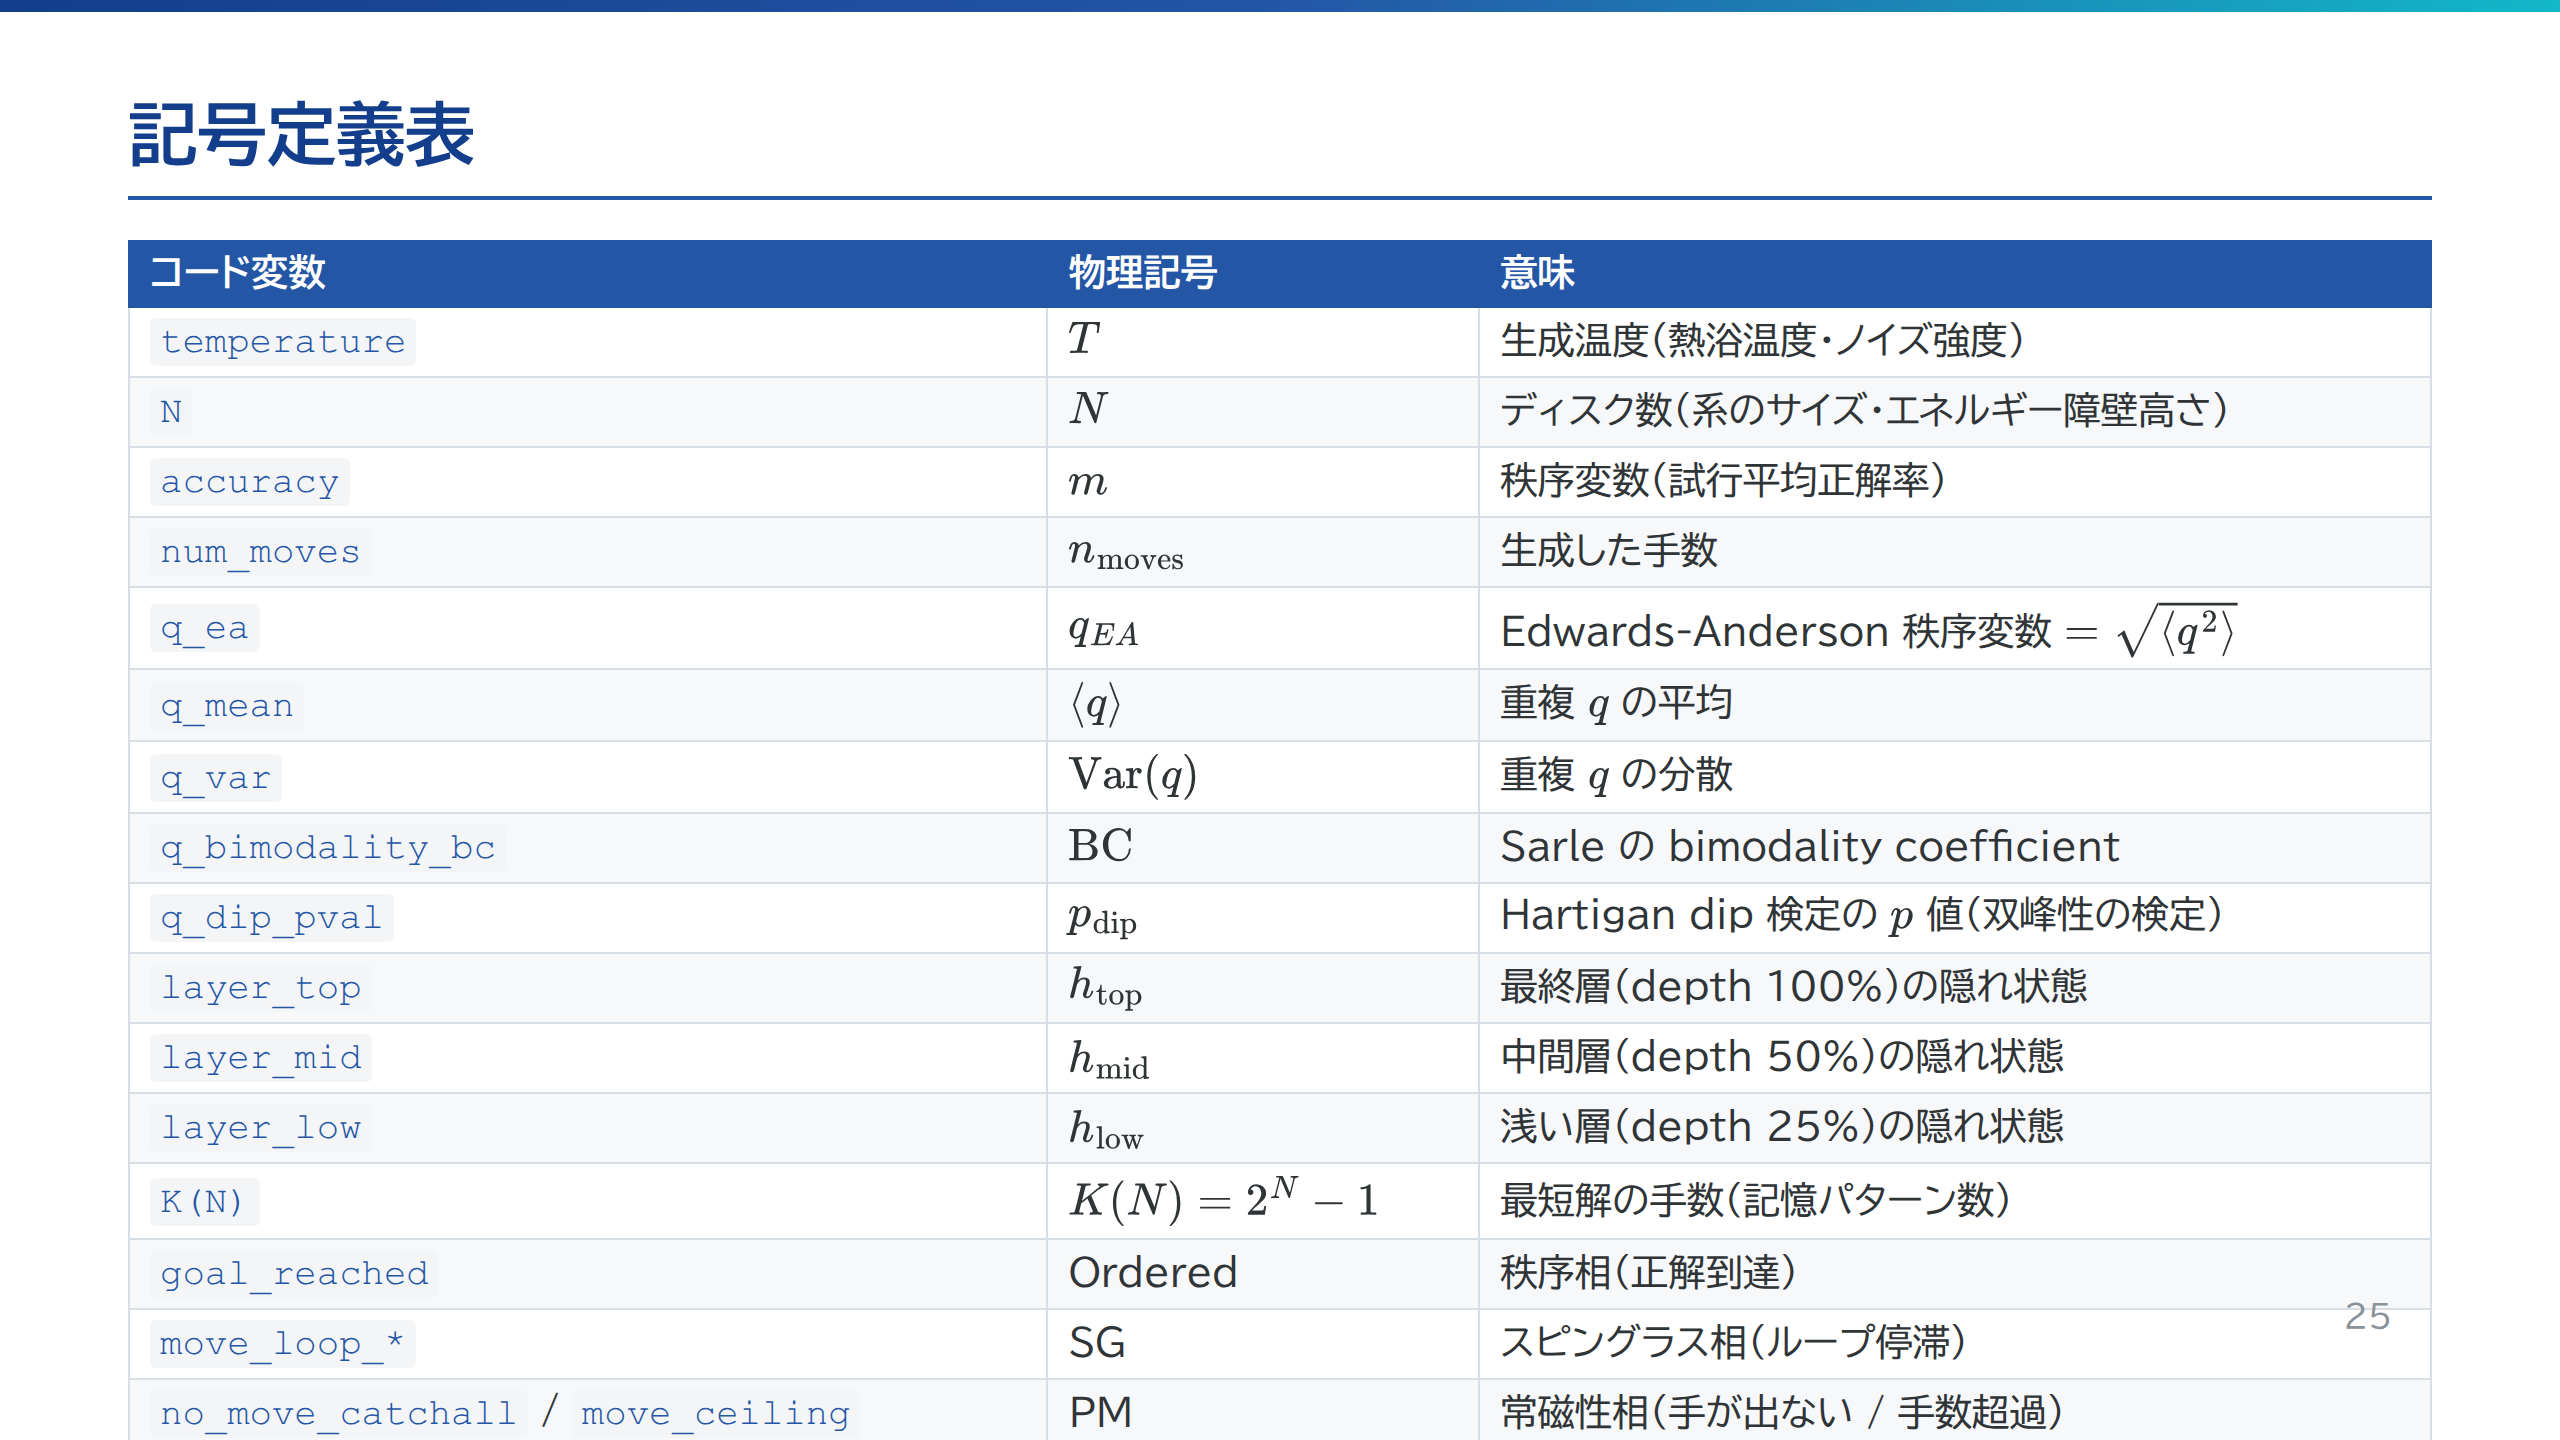 記号定義表
コード変数 物理記号 意味
temperature T 生成温度(熱浴温度・ノイズ強度)
N N ディスク数(系のサイズ・エネルギー障壁高さ)
accuracy m 秩序変数(試行平均正解率)
num_moves n_moves 生成した手数
q_ea q_EA Edwards-Anderson 秩序変数 = √⟨q²⟩
q_mean ⟨q⟩ 重複 q の平均
q_var Var(q) 重複 q の分散
q_bimodality_bc BC Sarle の bimodality coefficient
q_dip_pval p_dip Hartigan dip 検定の p 値(双峰性の検定)
layer_top h_top 最終層(depth 100%)の隠れ状態
layer_mid h_mid 中間層(depth 50%)の隠れ状態
layer_low h_low 浅い層(depth 25%)の隠れ状態
K(N) K(N) = 2^N − 1 最短解の手数(記憶パターン数)
goal_reached Ordered 秩序相(正解到達)
move_loop_* SG スピングラス相(ループ停滞)
no_move_catchall / move_ceiling PM 常磁性相(手が出ない / 手数超過)
25